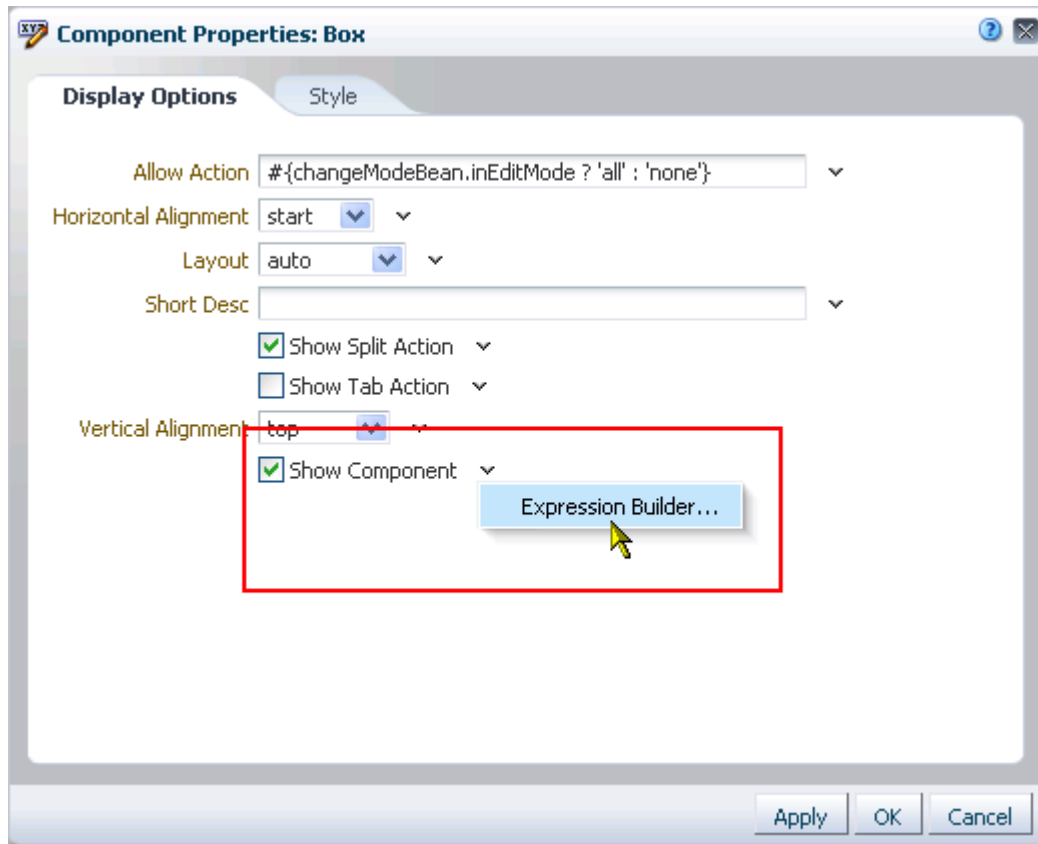 Component Properties: Box
Display Options Style
Allow Action #{changeModeBean.inEditMode ? 'all' : 'none'}
Horizontal Alignment start
Layout auto
Short Desc
Show Split Action
Show Tab Action
Vertical Alignment top
Show Component
Expression Builder...
Apply OK Cancel